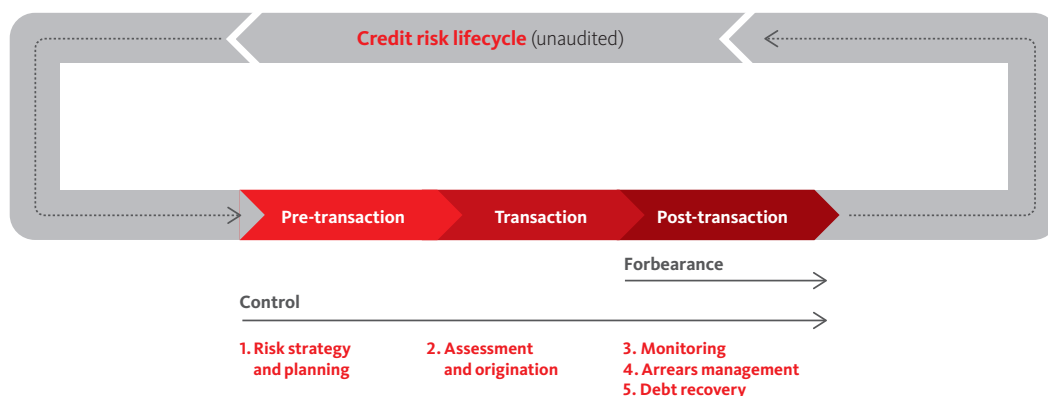 Credit risk lifecycle (unaudited)
Pre-transaction
Transaction
Post-transaction
Forbearance
Control
1. Risk strategy
and planning
2. Assessment
and origination
3. Monitoring
4. Arrears management
5. Debt recovery